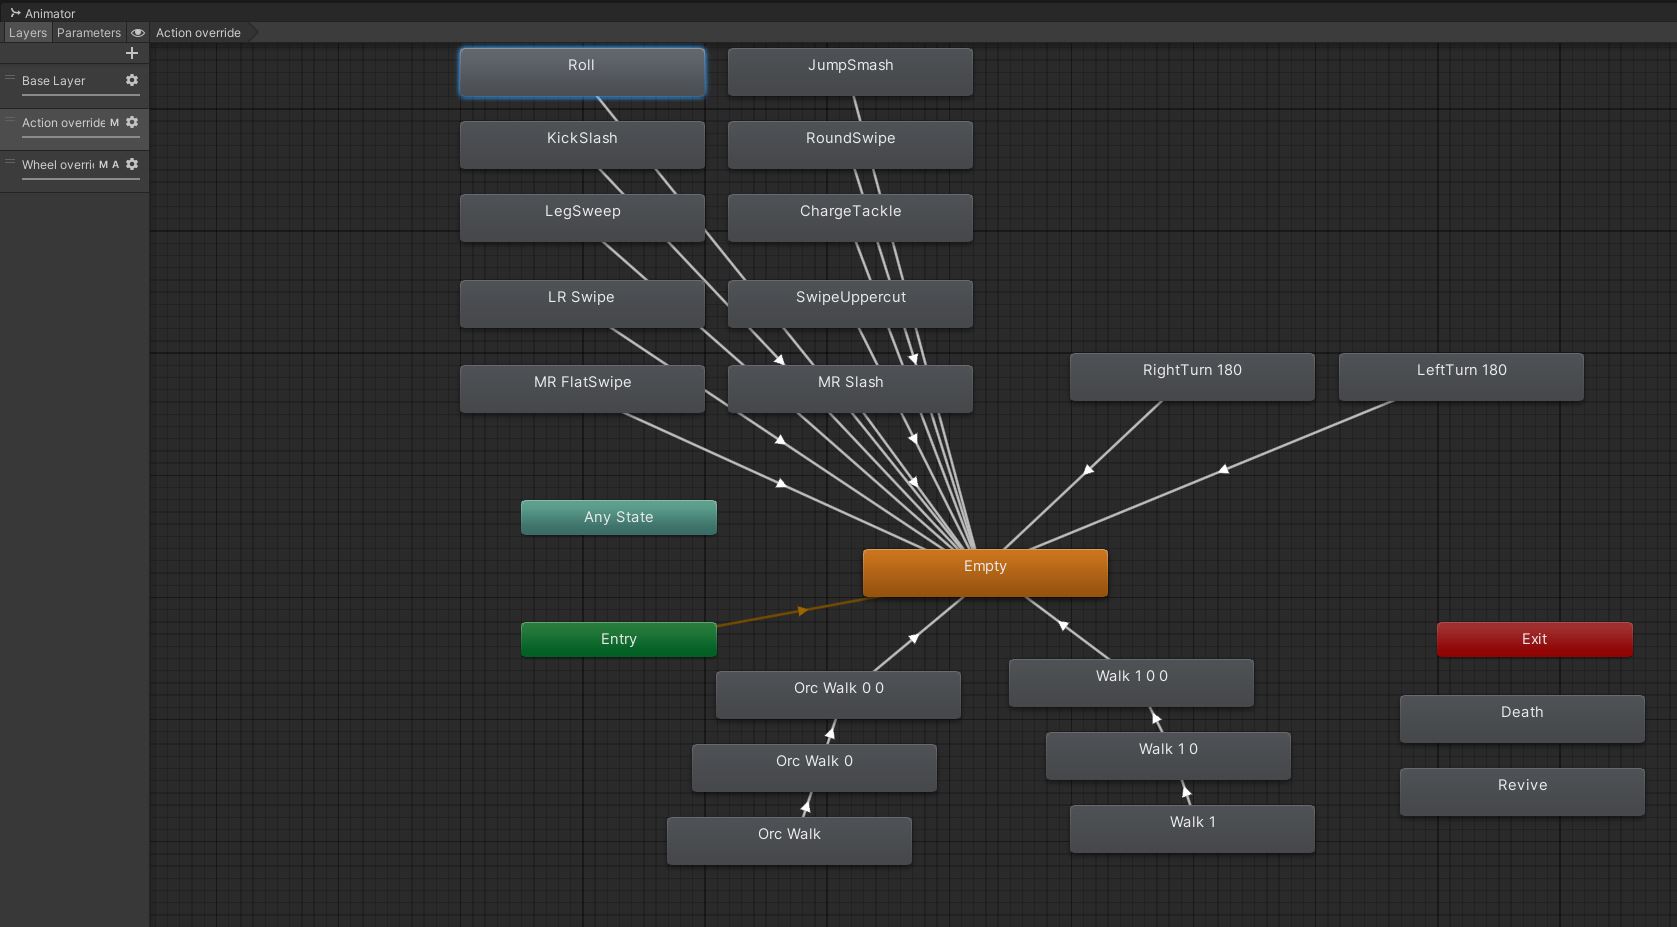 Animator
Layers Parameters Action override
Base Layer
Action override M
Wheel overri M A
Roll JumpSmash
KickSlash RoundSwipe
LegSweep ChargeTackle
LR Swipe SwipeUppercut
MR FlatSwipe MR Slash RightTurn 180 LeftTurn 180
Any State
Empty
Entry Exit
Orc Walk 0 0 Walk 1 0 0
Death
Orc Walk 0 Walk 1 0
Revive
Orc Walk Walk 1